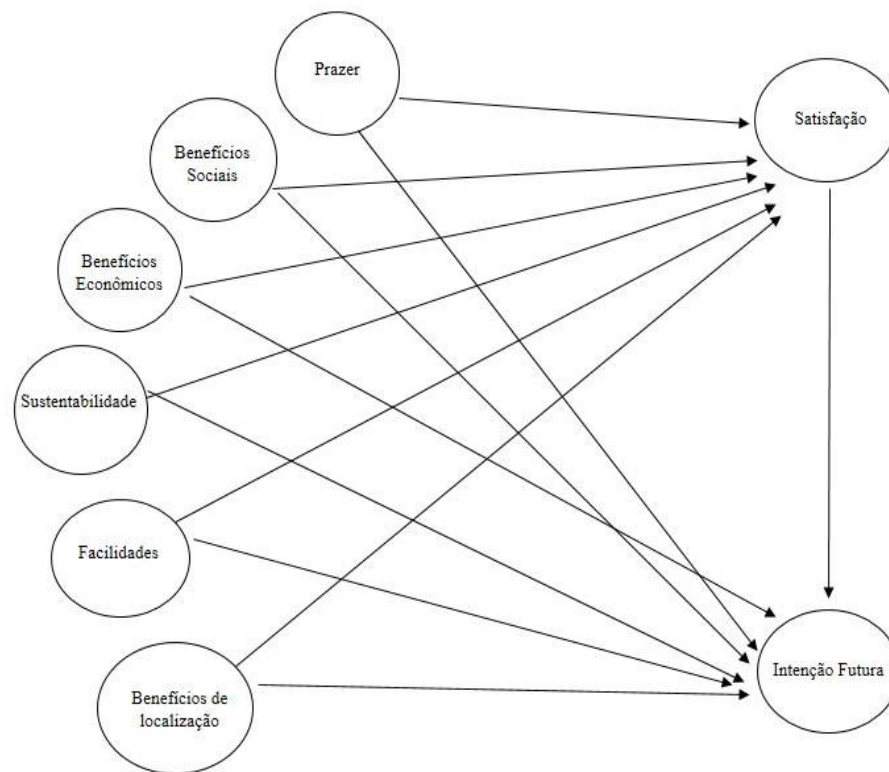 Prazer
Satisfação
Benefícios
Sociais
Benefícios
Econômicos
Sustentabilidade
Facilidades
Intenção Futura
Benefícios de
localização